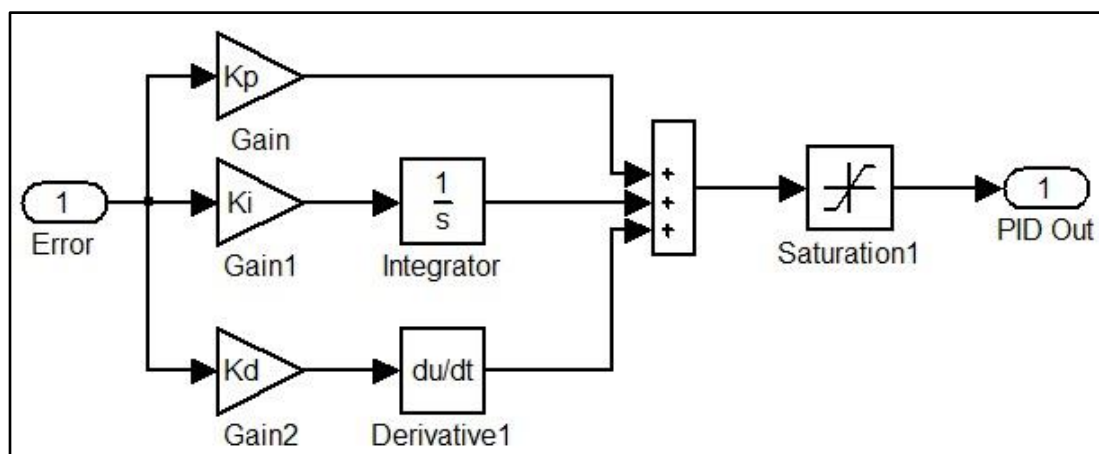 Kp
Gain
1
Error
Ki
Gain1
1
s
Integrator
+
+
+
Saturation1
1
PID Out
Kd
Gain2
du/dt
Derivative1